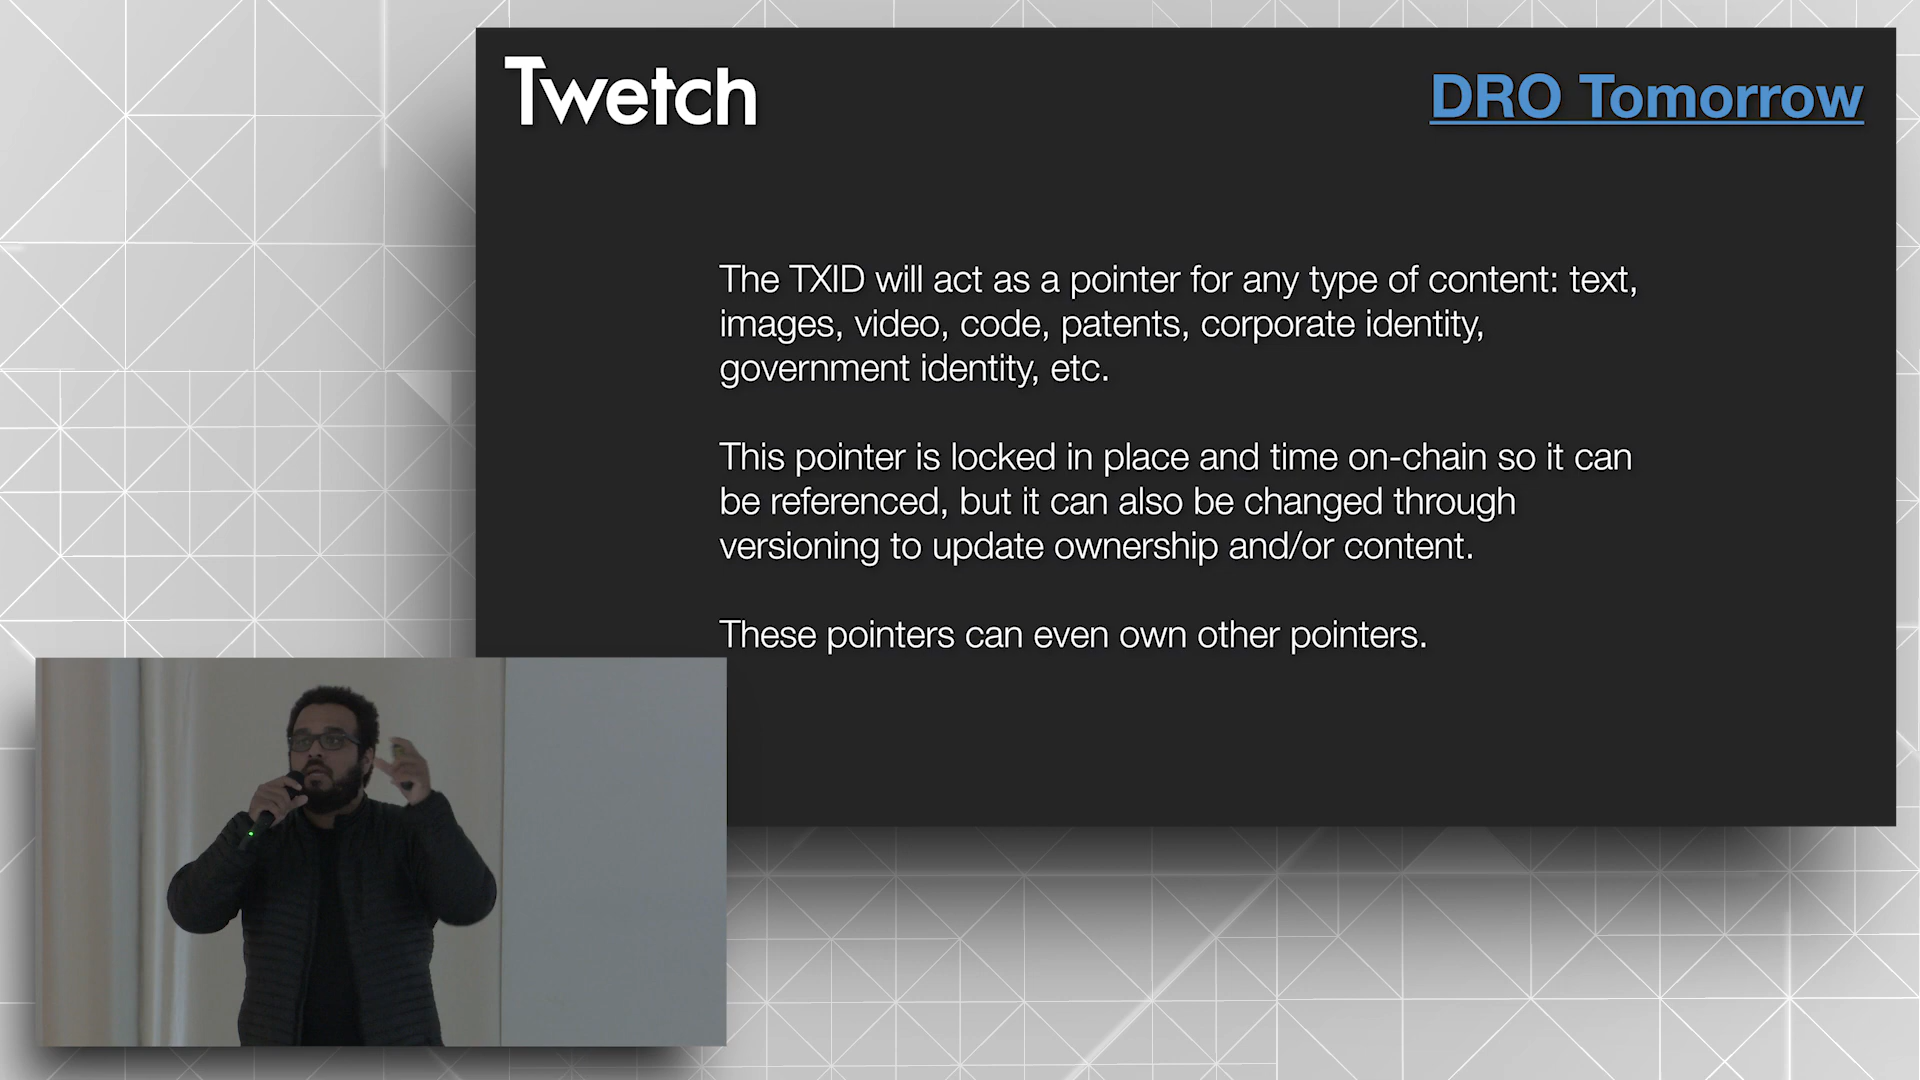 Twetch
DRO Tomorrow
The TXID will act as a pointer for any type of content: text,
images, video, code, patents, corporate identity,
government identity, etc.
This pointer is locked in place and time on-chain so it can
be referenced, but it can also be changed through
versioning to update ownership and/or content.
These pointers can even own other pointers.